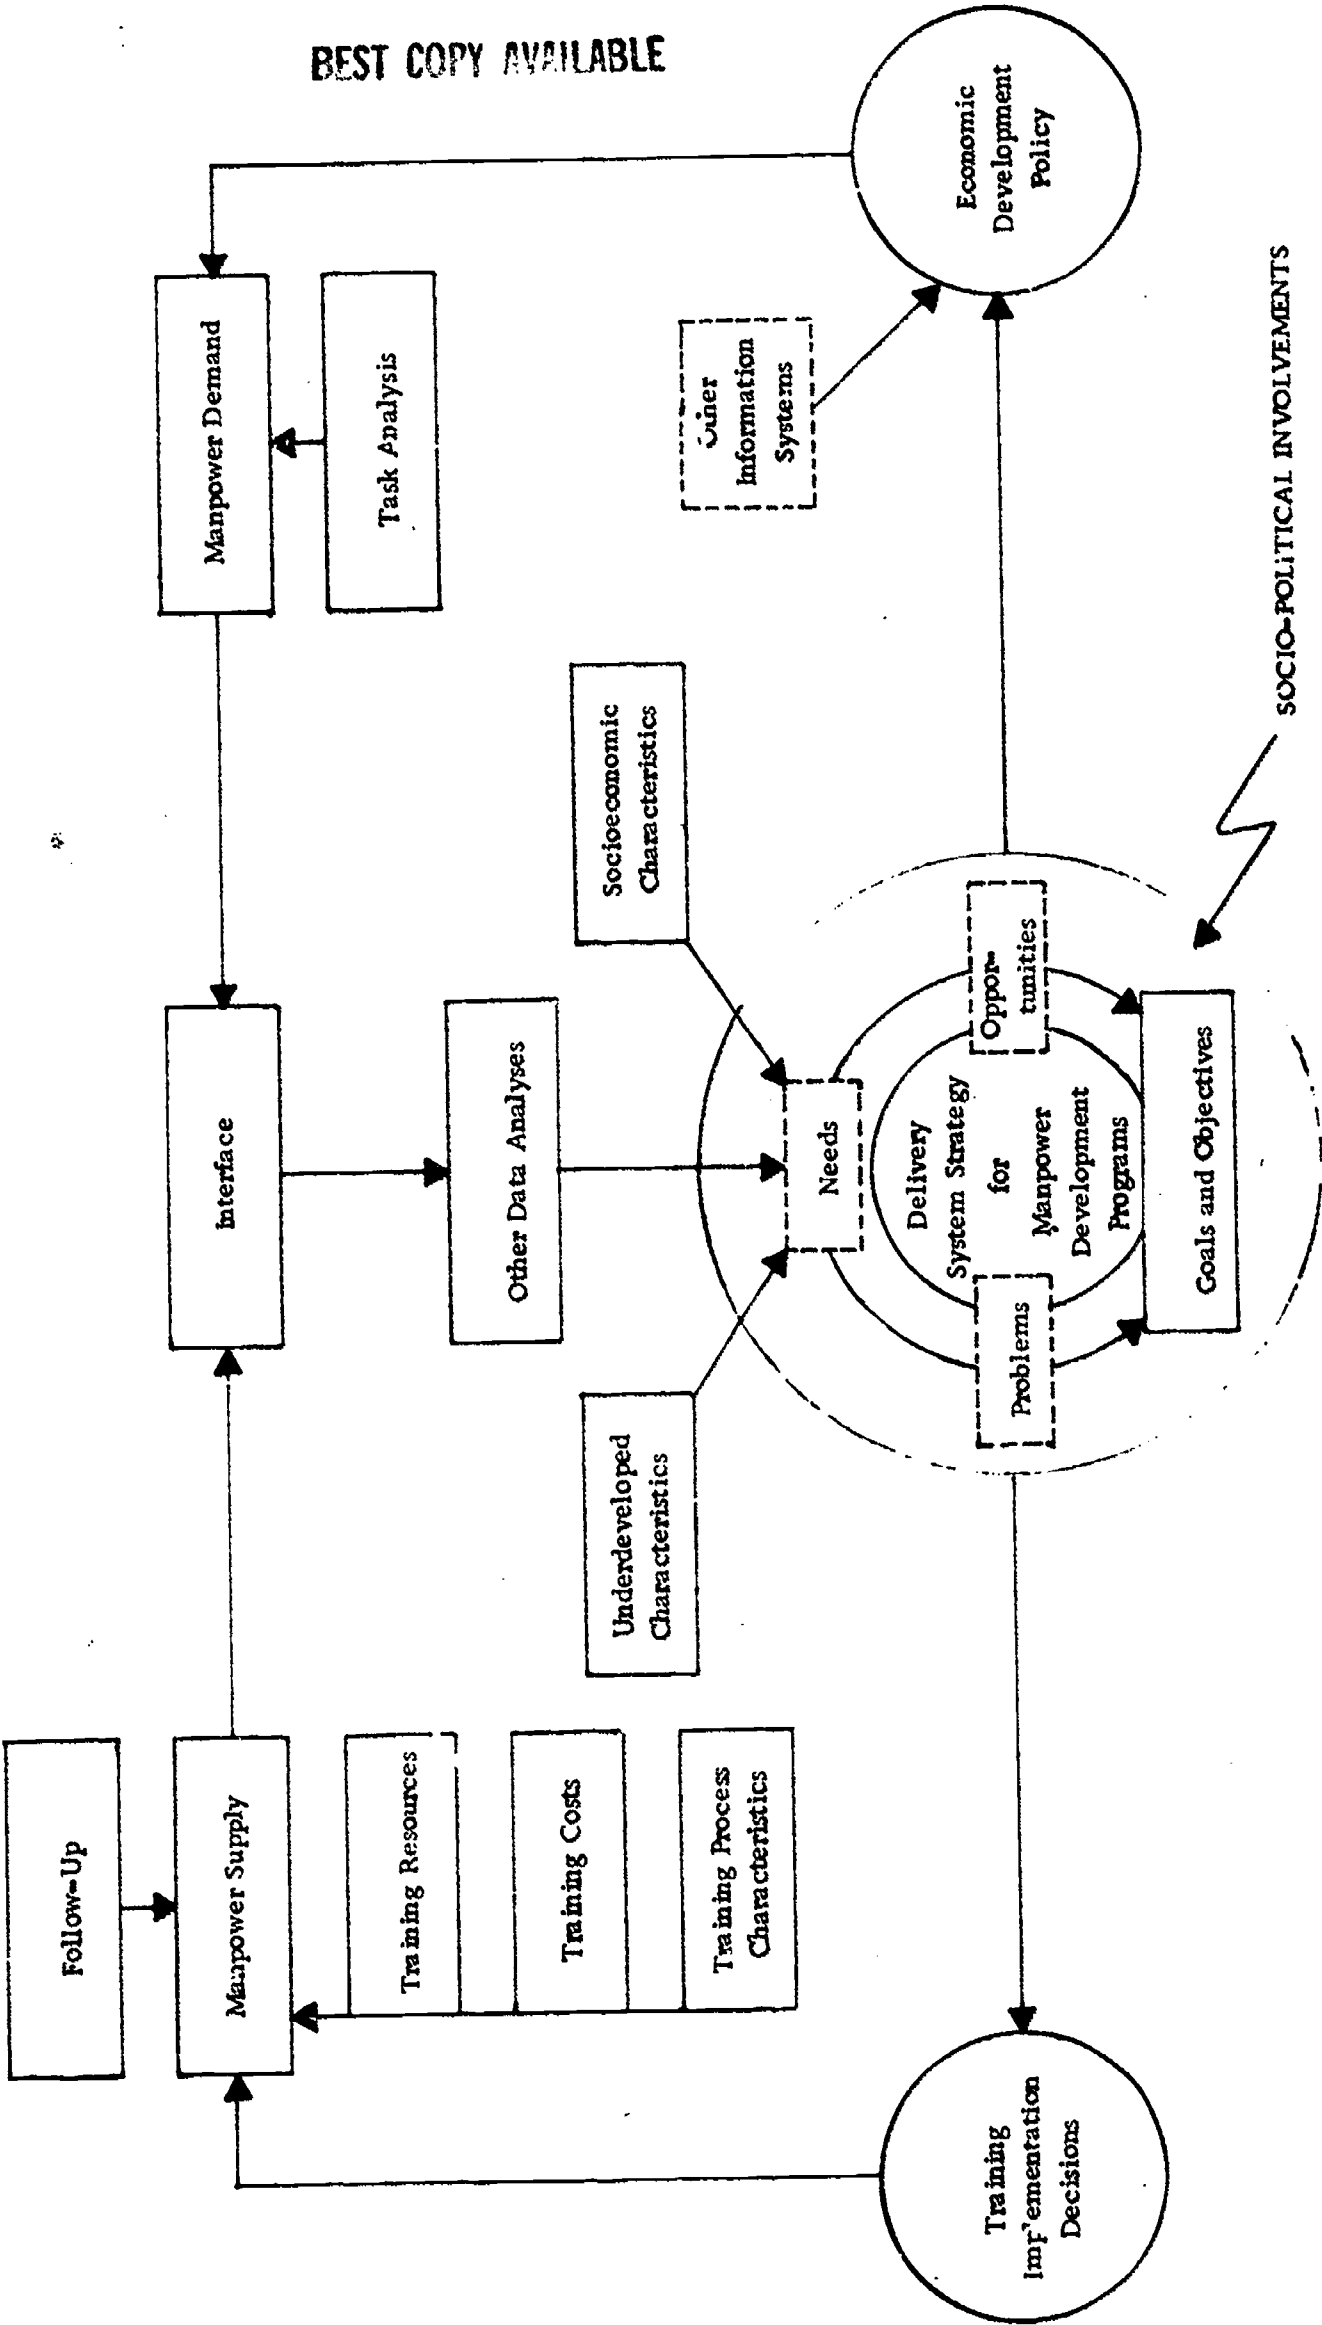 BEST COPY AVAILABLE
Follow-Up
Manpower Supply
Interface
Manpower Demand
Training Resources
Task Analysis
Training Costs
Other Data Analyses
Training Process
Characteristics
Underdeveloped
Characteristics
Socioeconomic
Characteristics
Information
Systems
Needs
Problems
Oppor-
tunities
Delivery
System Strategy
for
Manpower
Development
Programs
Goals and Objectives
Training
Implementation
Decisions
Economic
Development
Policy
SOCIO-POLITICAL INVOLVEMENTS